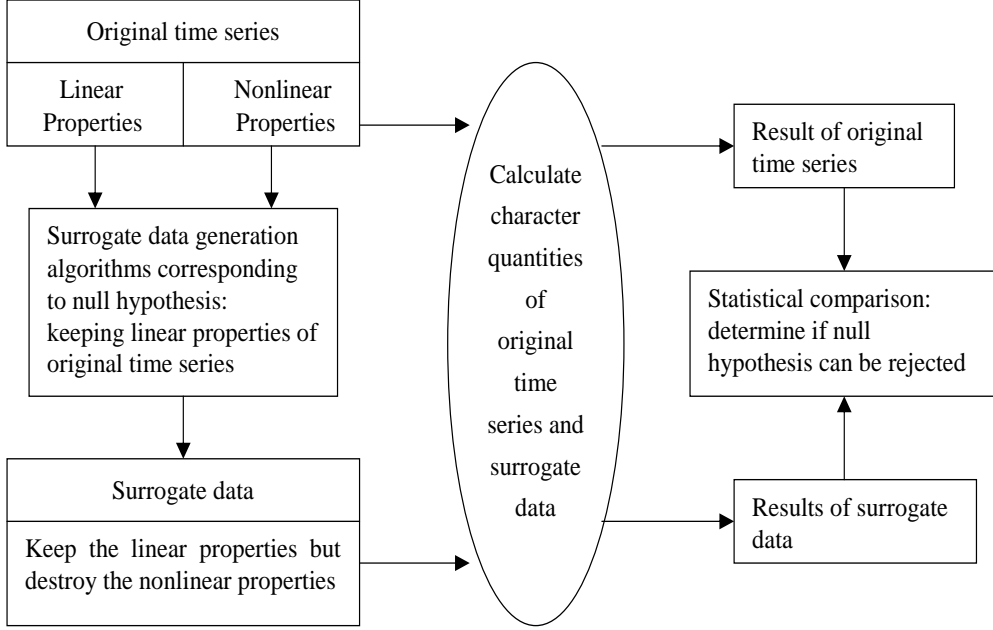 Original time series
Linear
Properties
Nonlinear
Properties
Surrogate data generation
algorithms corresponding
to null hypothesis:
keeping linear properties of
original time series
Surrogate data
Keep the linear properties but
destroy the nonlinear properties
Calculate
character
quantities
of
original
time
series and
surrogate
data
Result of original
time series
Statistical comparison:
determine if null
hypothesis can be rejected
Results of surrogate
data